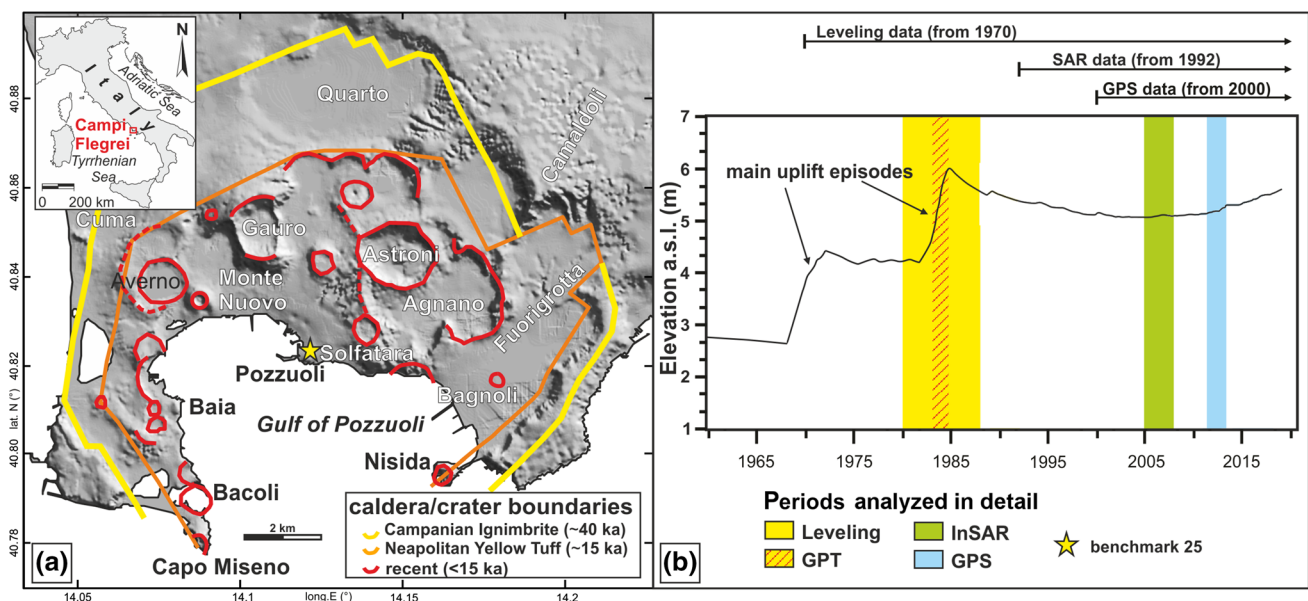 N
Italy
Adriatic Sea
Campi
Flegrei
Tyrrhenian
Sea
0 200 km
40.88
40.86
40.84
40.82
40.80
40.78
lat. N (°)
Quarto
Camaldoli
Cuma
Gauro
Astroni
Averno
Monte
Nuovo
Agnano
Fuorigrotta
Solfatara
Pozzuoli
Bagnoli
Baia
Gulf of Pozzuoli
Nisida
Bacoli
2 km
Capo Miseno
caldera/crater boundaries
Campanian Ignimbrite (~40 ka)
Neapolitan Yellow Tuff (~15 ka)
recent (<15 ka)
(a)
14.05 14.1 long.E (°) 14.15 14.2
Leveling data (from 1970)
SAR data (from 1992)
GPS data (from 2000)
Elevation a.s.l. (m)
7
6
5
4
3
2
1
main uplift episodes
1965 1975 1985 1995 2005 2015
Periods analyzed in detail
Leveling
InSAR
GPT
GPS
benchmark 25
(b)